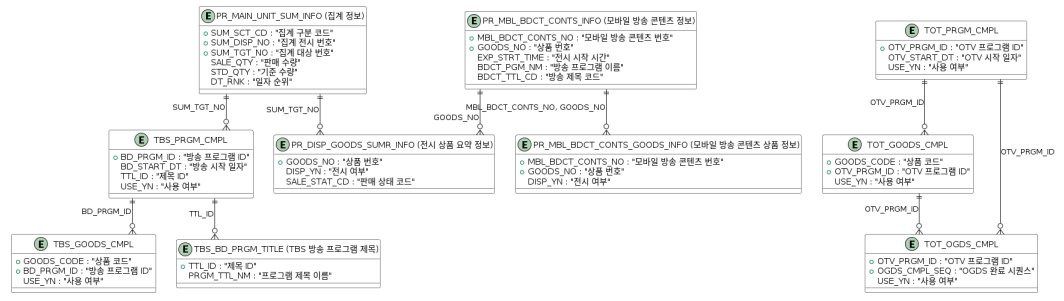 E PR_MAIN_UNIT_SUM_INFO (집계 정보)
SUM_SCT_CD : "집계 구분 코드"
SUM_DISP_NO : "집계 전시 번호"
SUM_TGT_NO : "집계 대상 번호"
SALE_QTY : "판매 수량"
STD_QTY : "기준 수량"
DT_RNK : "일자 순위"
E PR_MBL_BDCT_CONTS_INFO (모바일 방송 콘텐츠 정보)
MBL_BDCT_CONTS_NO : "모바일 방송 콘텐츠 번호"
GOODS_NO : "상품 번호"
EXP_STRT_TIME : "전시 시작 시간"
BDCT_PGM_NM : "방송 프로그램 이름"
BDCT_TTL_CD : "방송 제목 코드"
E TOT_PRGM_CMPL
OTV_PRGM_ID : "OTV 프로그램 ID"
OTV_START_DT : "OTV 시작 일자"
USE_YN : "사용 여부"
SUM_TGT_NO
SUM_TGT_NO
MBL_BDCT_CONTS_NO, GOODS_NO
GOODS_NO
OTV_PRGM_ID
OTV_PRGM_ID
E TBS_PRGM_CMPL
BD_PRGM_ID : "방송 프로그램 ID"
BD_START_DT : "방송 시작 일자"
TTL_ID : "제목 ID"
USE_YN : "사용 여부"
E PR_DISP_GOODS_SUMR_INFO (전시 상품 요약 정보)
GOODS_NO : "상품 번호"
DISP_YN : "전시 여부"
SALE_STAT_CD : "판매 상태 코드"
E PR_MBL_BDCT_CONTS_GOODS_INFO (모바일 방송 콘텐츠 상품 정보)
MBL_BDCT_CONTS_NO : "모바일 방송 콘텐츠 번호"
GOODS_NO : "상품 번호"
DISP_YN : "전시 여부"
E TOT_GOODS_CMPL
GOODS_CODE : "상품 코드"
OTV_PRGM_ID : "OTV 프로그램 ID"
USE_YN : "사용 여부"
BD_PRGM_ID
TTL_ID
OTV_PRGM_ID
E TBS_GOODS_CMPL
GOODS_CODE : "상품 코드"
BD_PRGM_ID : "방송 프로그램 ID"
USE_YN : "사용 여부"
E TBS_BD_PRGM_TITLE (TBS 방송 프로그램 제목)
TTL_ID : "제목 ID"
PRGM_TTL_NM : "프로그램 제목 이름"
E TOT_OGDS_CMPL
OTV_PRGM_ID : "OTV 프로그램 ID"
OGDS_CMPL_SEQ : "OGDS 완료 시퀀스"
USE_YN : "사용 여부"